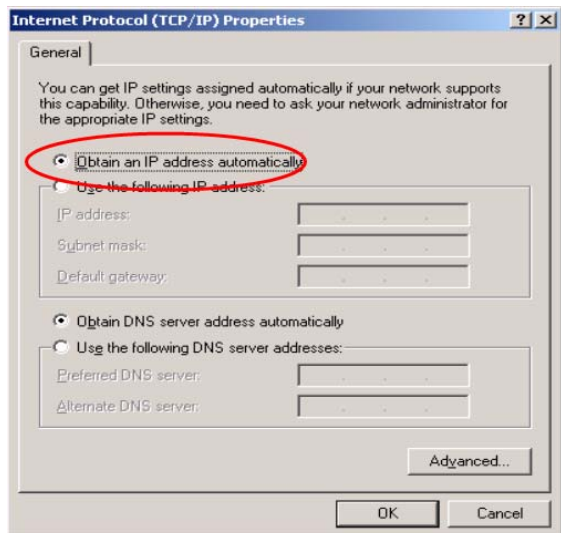 Internet Protocol (TCP/IP) Properties
General
You can get IP settings assigned automatically if your network supports
this capability. Otherwise, you need to ask your network administrator for
the appropriate IP settings.
Obtain an IP address automatically
Use the following IP address:
IP address:
Subnet mask:
Default gateway:
Obtain DNS server address automatically
Use the following DNS server addresses:
Preferred DNS server:
Alternate DNS server:
Advanced...
OK Cancel